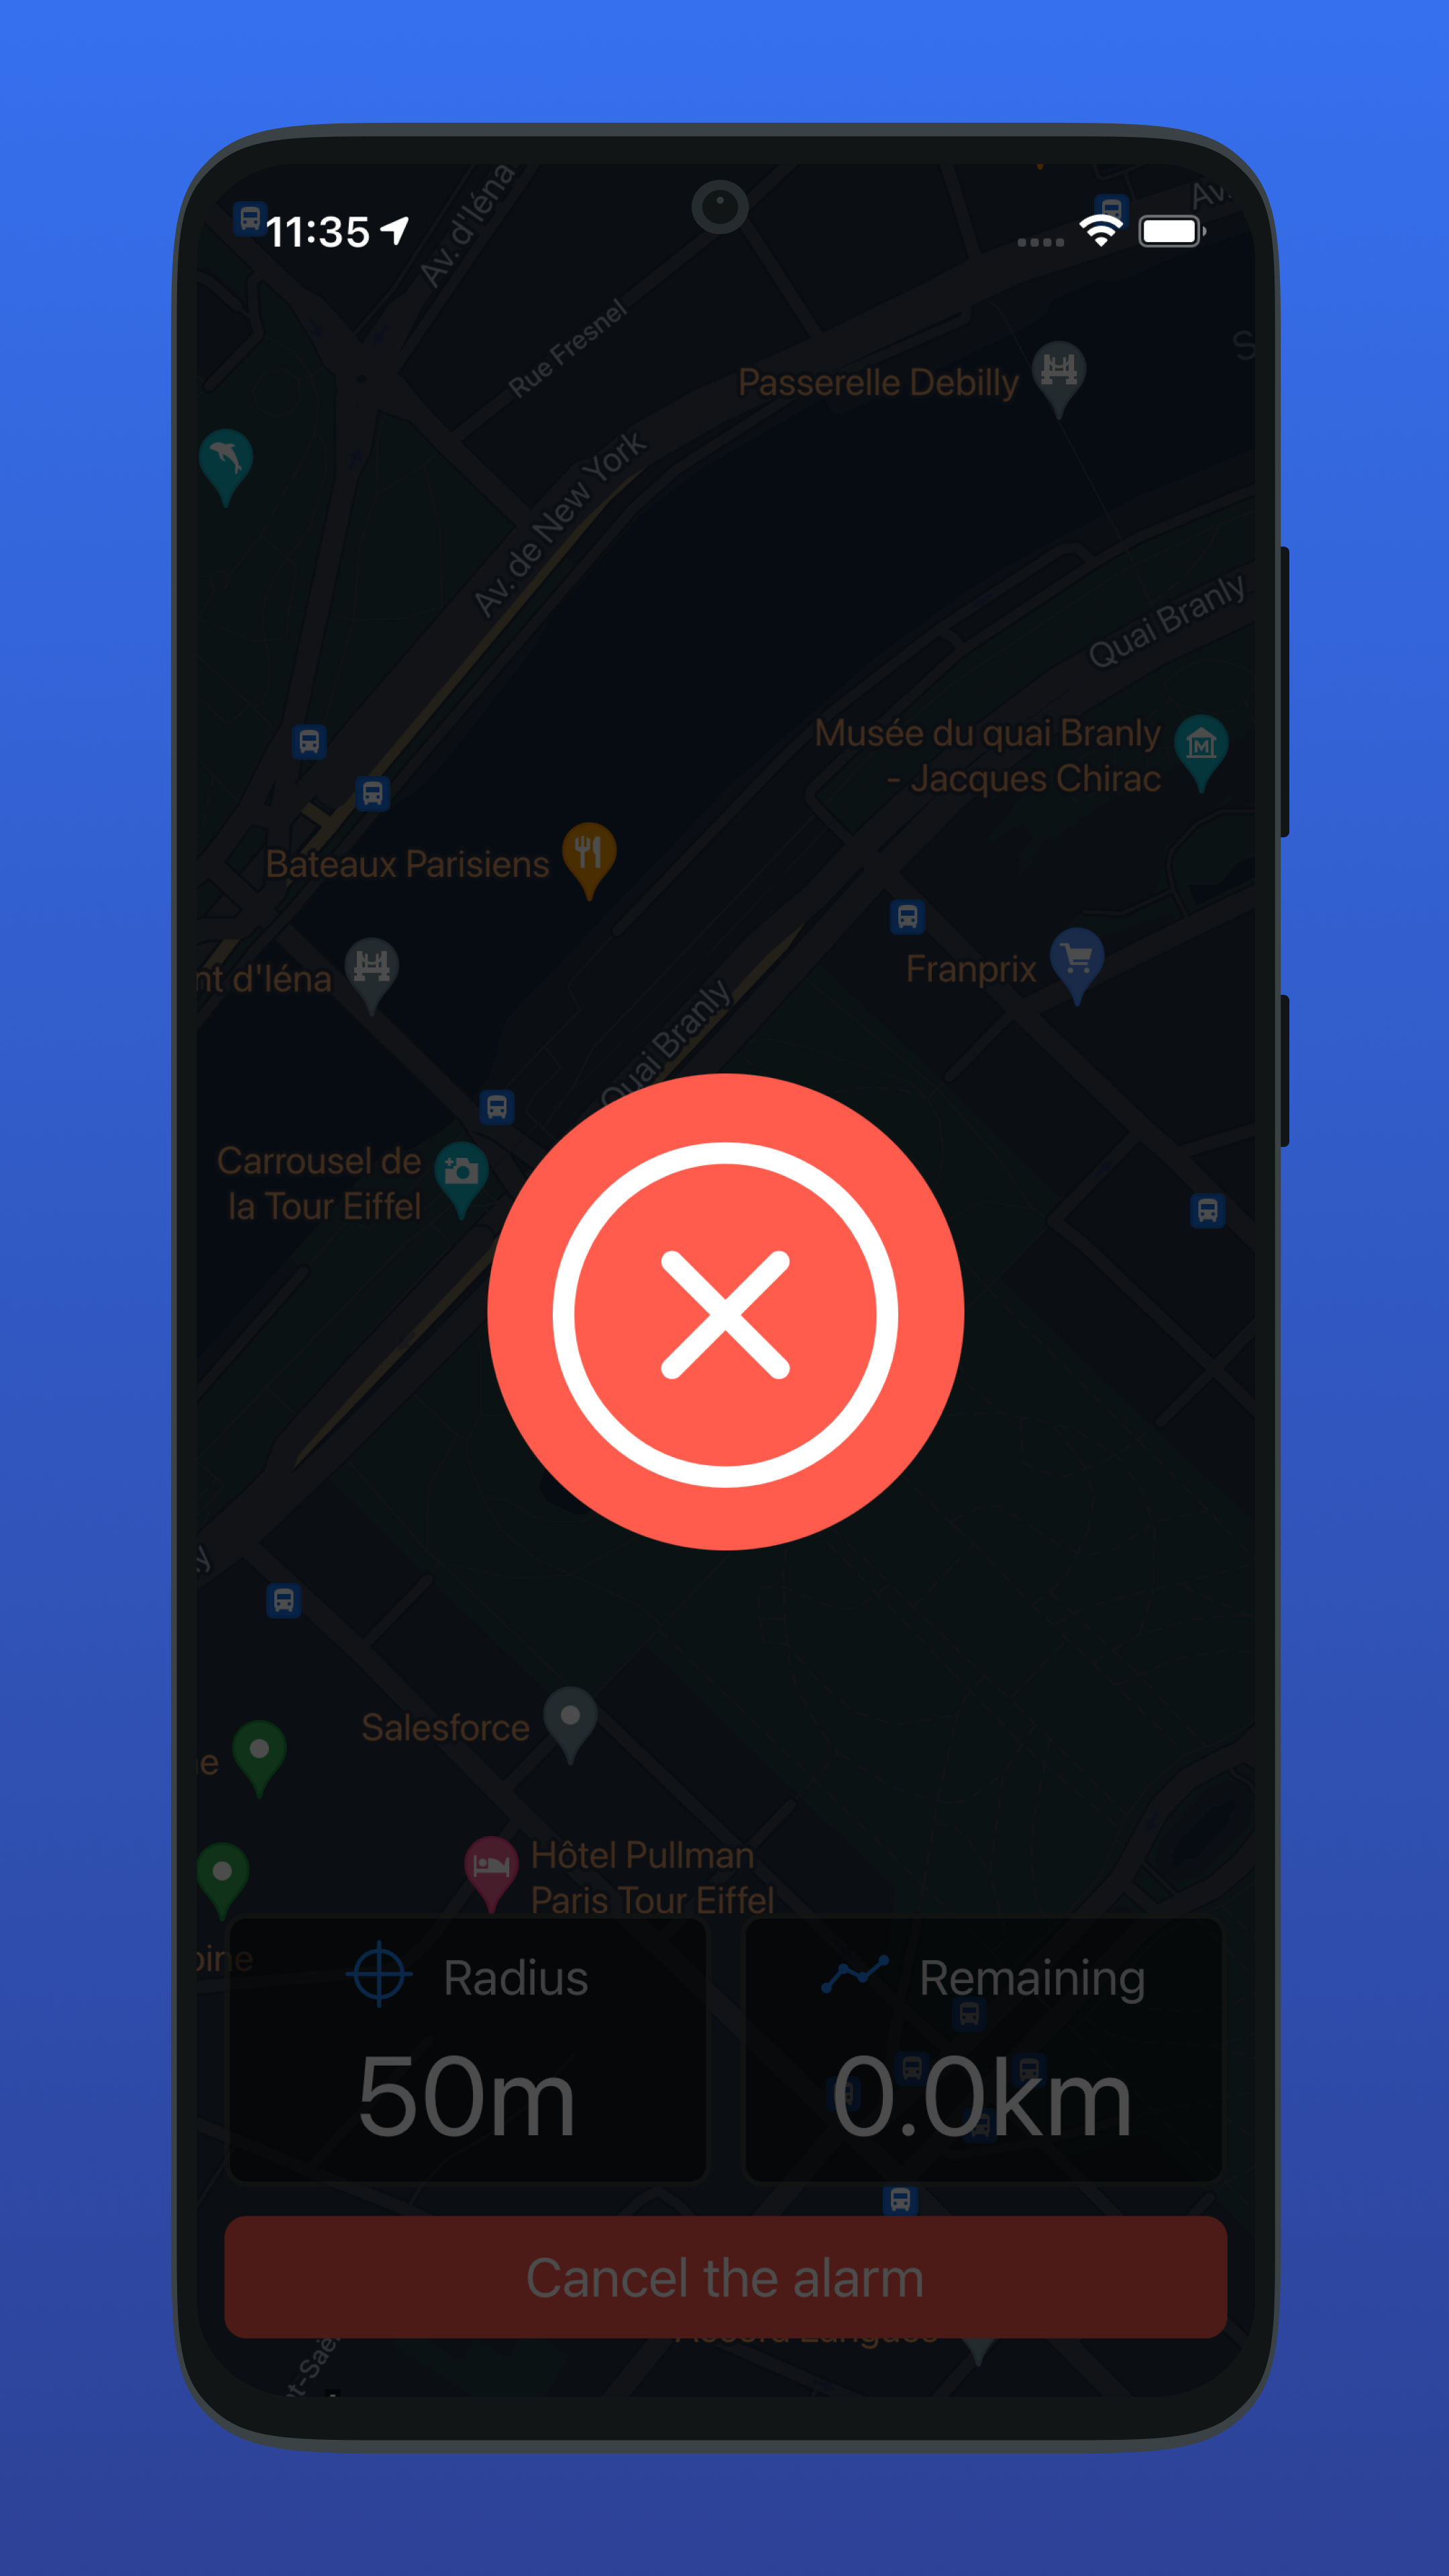 11:35
Av. d'Iéna
Av.
Rue Fresnel
Passerelle Debilly
Av. de New York
Quai Branly
Musée du quai Branly
- Jacques Chirac
Bateaux Parisiens
Franprix
nt d'Iéna
Quai Branly
Carrousel de
la Tour Eiffel
Salesforce
Hôtel Pullman
Paris Tour Eiffel
Radius
Remaining
50m
0.0km
Cancel the alarm